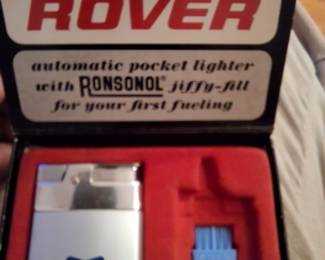 ROVER
automatic pocket lighter
with RONSONOL jiffy-fill
for your first fueling